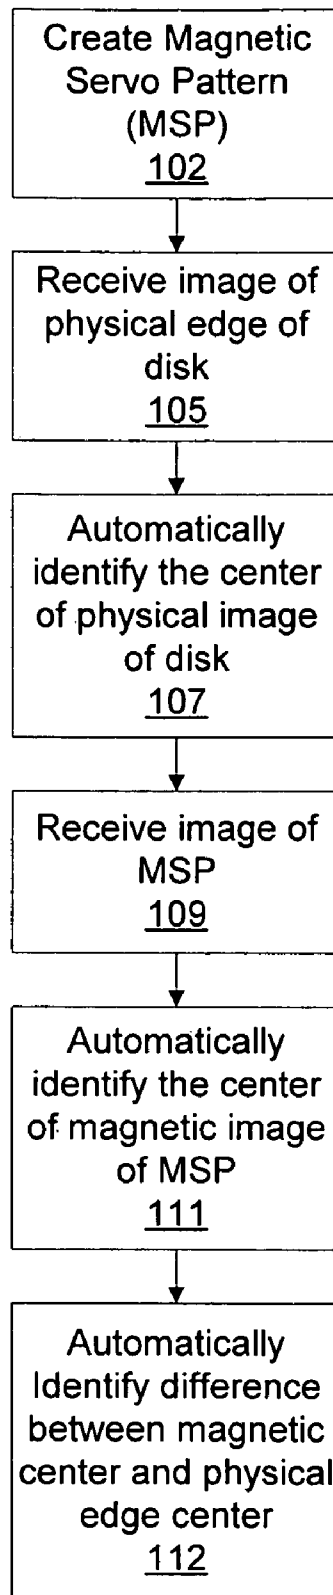 Create Magnetic
Servo Pattern
(MSP)
102
Receive image of
physical edge of
disk
105
Automatically
identify the center
of physical image
of disk
107
Receive image of
MSP
109
Automatically
identify the center
of magnetic image
of MSP
111
Automatically
Identify difference
between magnetic
center and physical
edge center
112